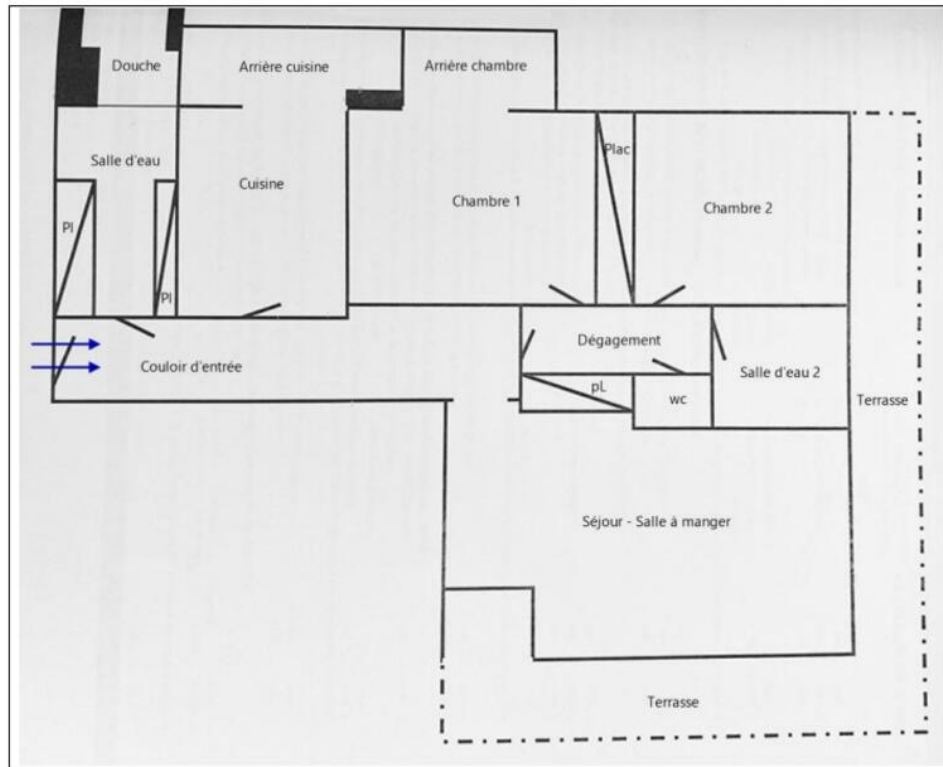 Douche
Arrière cuisine
Arrière chambre
Salle d'eau
Cuisine
Plac
Chambre 1
Chambre 2
Pl
Pl
Couloir d'entrée
Dégagement
Salle d'eau 2
pL
wc
Terrasse
Séjour - Salle à manger
Terrasse